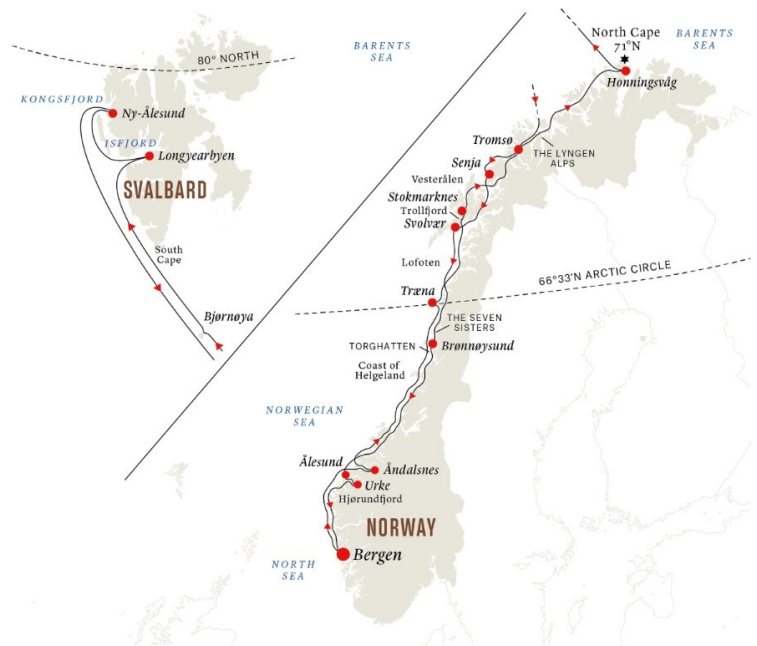 80° NORTH
KONGSFJORD
Ny-Ålesund
ISFJORD
Longyearbyen
SVALBARD
South
Cape
Bjørnøya
BARENTS
SEA
North Cape
71°N
BARENTS
SEA
Honningsvåg
Tromsø
THE LYNGEN
ALPS
Senja
Vesterålen
Stokmarknes
Trollfjord
Svolvær
Lofoten
66°33'N ARCTIC CIRCLE
Træna
THE SEVEN
SISTERS
TORGHATTEN
Brønnøysund
Coast of
Helgeland
NORWEGIAN
SEA
Ålesund
Åndalsnes
Urke
Hjørundfjord
NORWAY
Bergen
NORTH
SEA